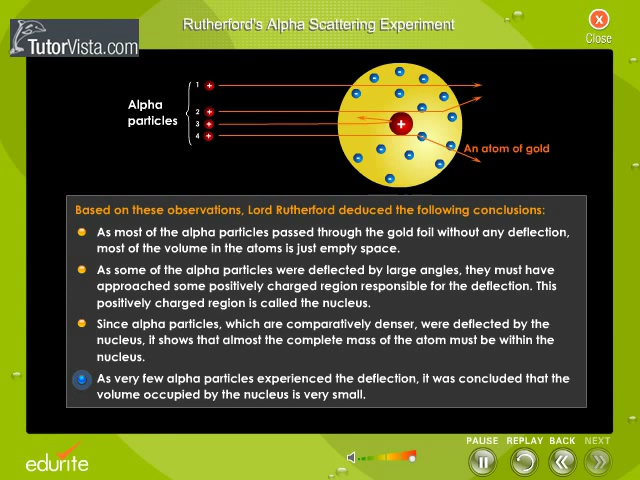 Rutherford's Alpha Scattering Experiment
TutorVista.com
Close
Alpha
particles
1
2
3
4
+
+
+
+
+
An atom of gold
Based on these observations, Lord Rutherford deduced the following conclusions:
As most of the alpha particles passed through the gold foil without any deflection,
most of the volume in the atoms is just empty space.
As some of the alpha particles were deflected by large angles, they must have
approached some positively charged region responsible for the deflection. This
positively charged region is called the nucleus.
Since alpha particles, which are comparatively denser, were deflected by the
nucleus, it shows that almost the complete mass of the atom must be within the
nucleus.
As very few alpha particles experienced the deflection, it was concluded that the
volume occupied by the nucleus is very small.
PAUSE REPLAY BACK NEXT
edurite